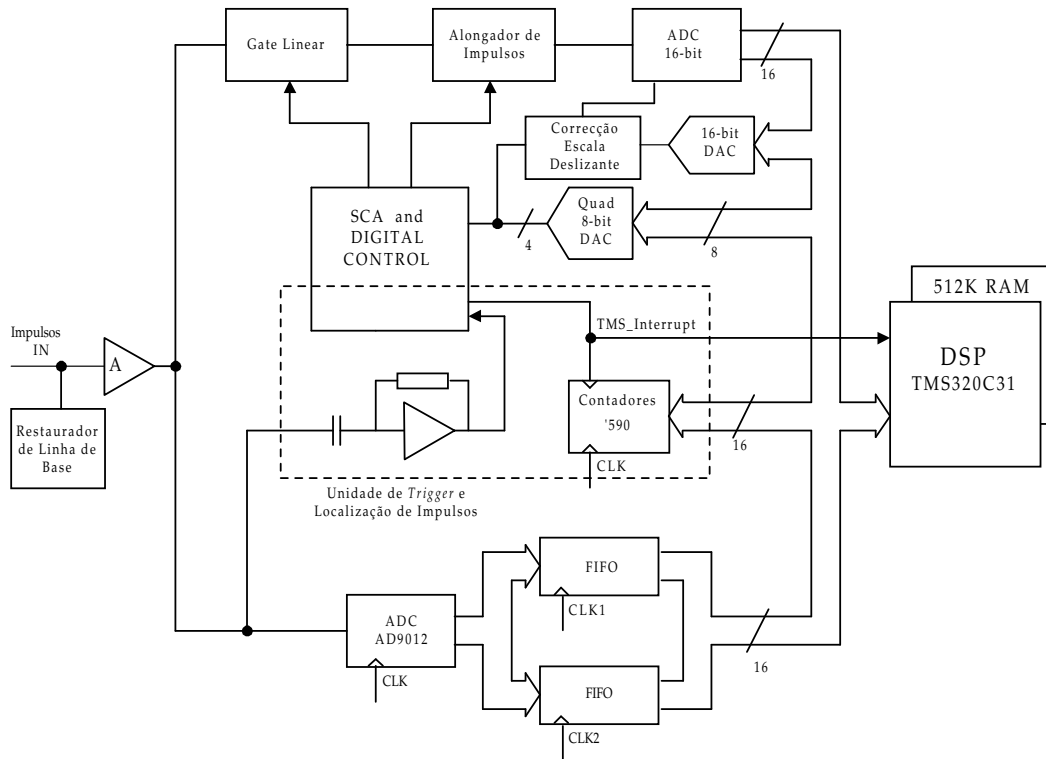 Gate Linear
Alongador de
Impulsos
ADC
16-bit
16
Correcção
Escala
Deslizante
16-bit
DAC
SCA and
DIGITAL
CONTROL
4
Quad
8-bit
DAC
8
512K RAM
DSP
TMS320C31
TMS_Interrupt
Impulsos
IN
A
Restaurador
de Linha de
Base
Contadores
'590
16
CLK
Unidade de Trigger e
Localização de Impulsos
ADC
AD9012
CLK
FIFO
CLK1
16
FIFO
CLK2